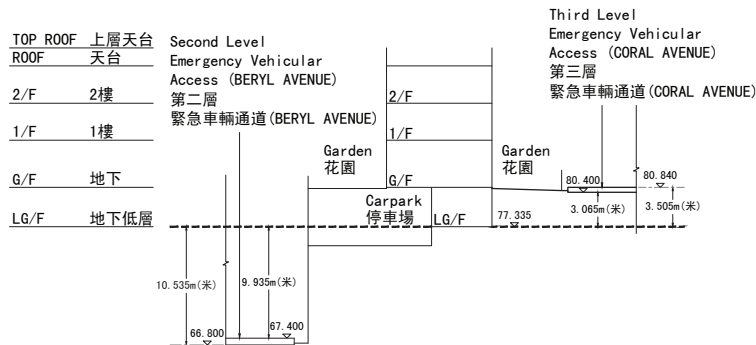 TOP ROOF 上層天台
ROOF 天台
2/F 2樓
1/F 1樓
G/F 地下
LG/F 地下低層
Second Level
Emergency Vehicular
Access (BERYL AVENUE)
第二層
緊急車輛通道(BERYL AVENUE)
Third Level
Emergency Vehicular
Access (CORAL AVENUE)
第三層
緊急車輛通道(CORAL AVENUE)
2/F
1/F
G/F
LG/F
Garden
花園
Garden
花園
Carpark
停車場
80.400
80.840
3.065m(米)
3.505m(米)
77.335
10.535m(米)
9.935m(米)
66.800
67.400